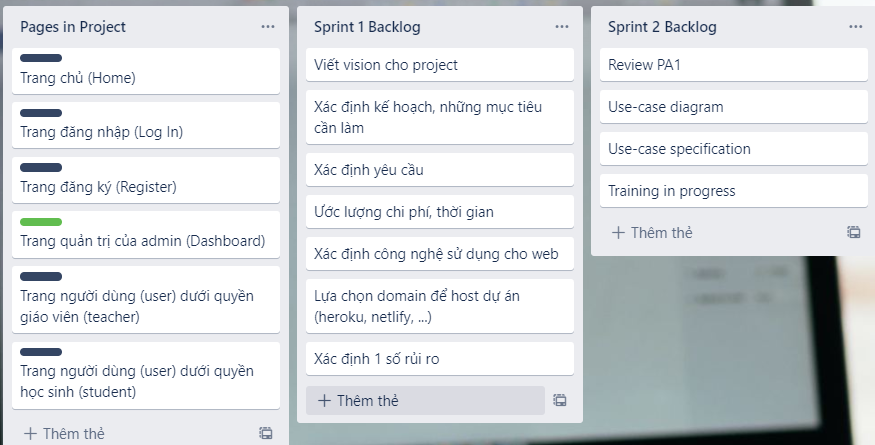 Pages in Project
Trang chủ (Home)
Trang đăng nhập (Log In)
Trang đăng ký (Register)
Trang quản trị của admin (Dashboard)
Trang người dùng (user) dưới quyền
giáo viên (teacher)
Trang người dùng (user) dưới quyền
học sinh (student)
Thêm thẻ
Sprint 1 Backlog
Viết vision cho project
Xác định kế hoạch, những mục tiêu
cần làm
Xác định yêu cầu
Ước lượng chi phí, thời gian
Xác định công nghệ sử dụng cho web
Lựa chọn domain để host dự án
(heroku, netlify, ...)
Xác định 1 số rủi ro
Thêm thẻ
Sprint 2 Backlog
Review PA1
Use-case diagram
Use-case specification
Training in progress
Thêm thẻ